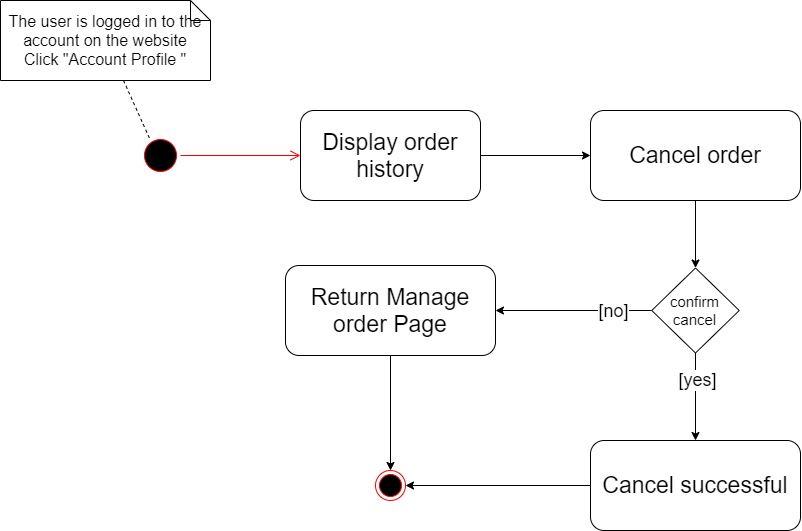 The user is logged in to the
account on the website
Click "Account Profile "
Display order
history
Cancel order
Return Manage
order Page
[no]
confirm
cancel
[yes]
Cancel successful